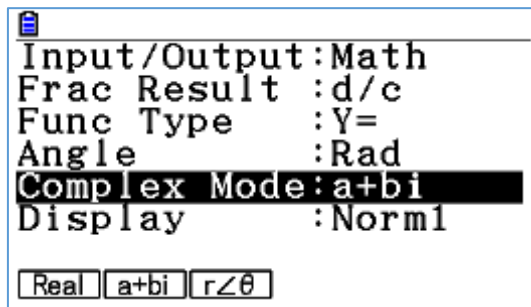 Input/Output:Math
Frac Result :d/c
Func Type :Y=
Angle :Rad
Complex Mode:a+bi
Display :Norm1
Real a+bi r∠θ